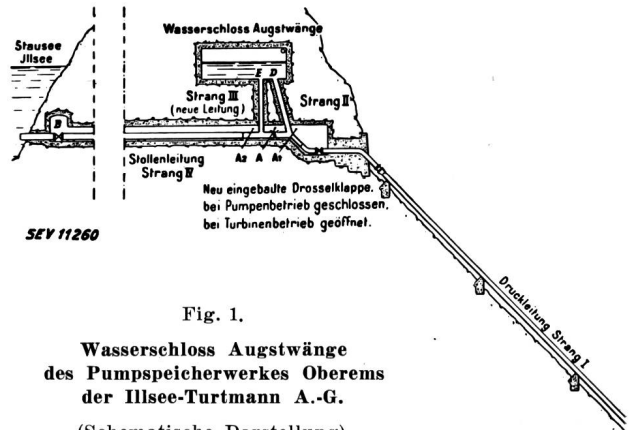 Wasserschloss Augstwänge
Stausee
Jllsee
E D
Strang III
(neue Leitung)
Strang II
B
A2 A A1
Stollenleitung
Strang IV
Neu eingebaute Drosselklappe,
bei Pumpenbetrieb geschlossen,
bei Turbinenbetrieb geöffnet.
SEV 11260
Druckleitung Strang I
Fig. 1.
Wasserschloss Augstwänge
des Pumpspeicherwerkes Oberems
der Illsee-Turtmann A.-G.
(Schematische Darstellung)